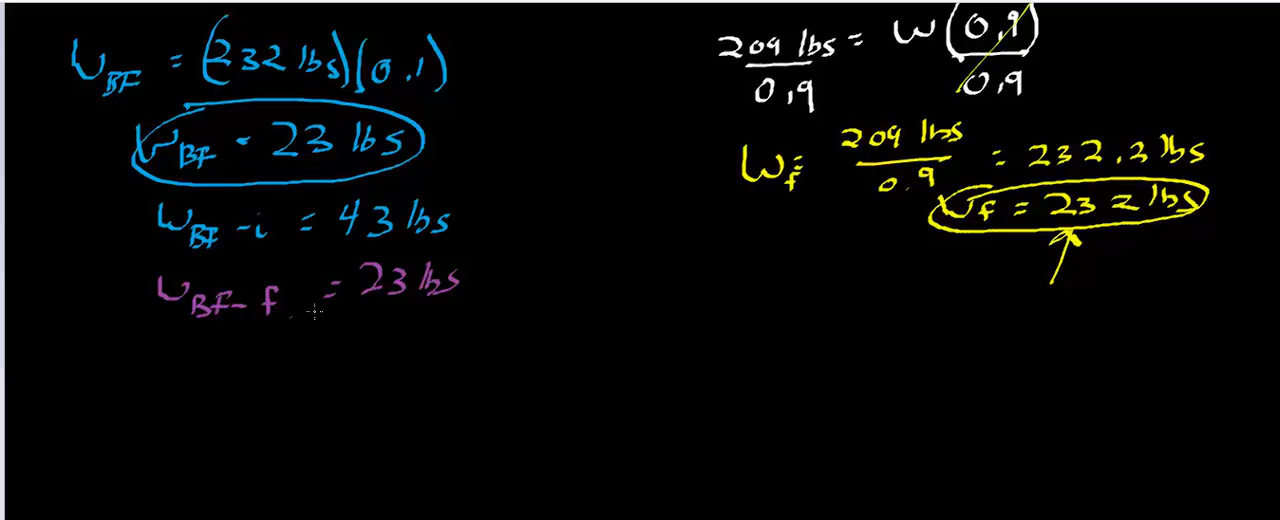 W_BF = (232 lbs)(0.1)
W_BF = 23 lbs
W_BF-i = 43 lbs
W_BF-f = 23 lbs
209 lbs / 0.9 = W(0.9) / 0.9
W_f = 209 lbs / 0.9 = 232.2 lbs
W_f = 232 lbs